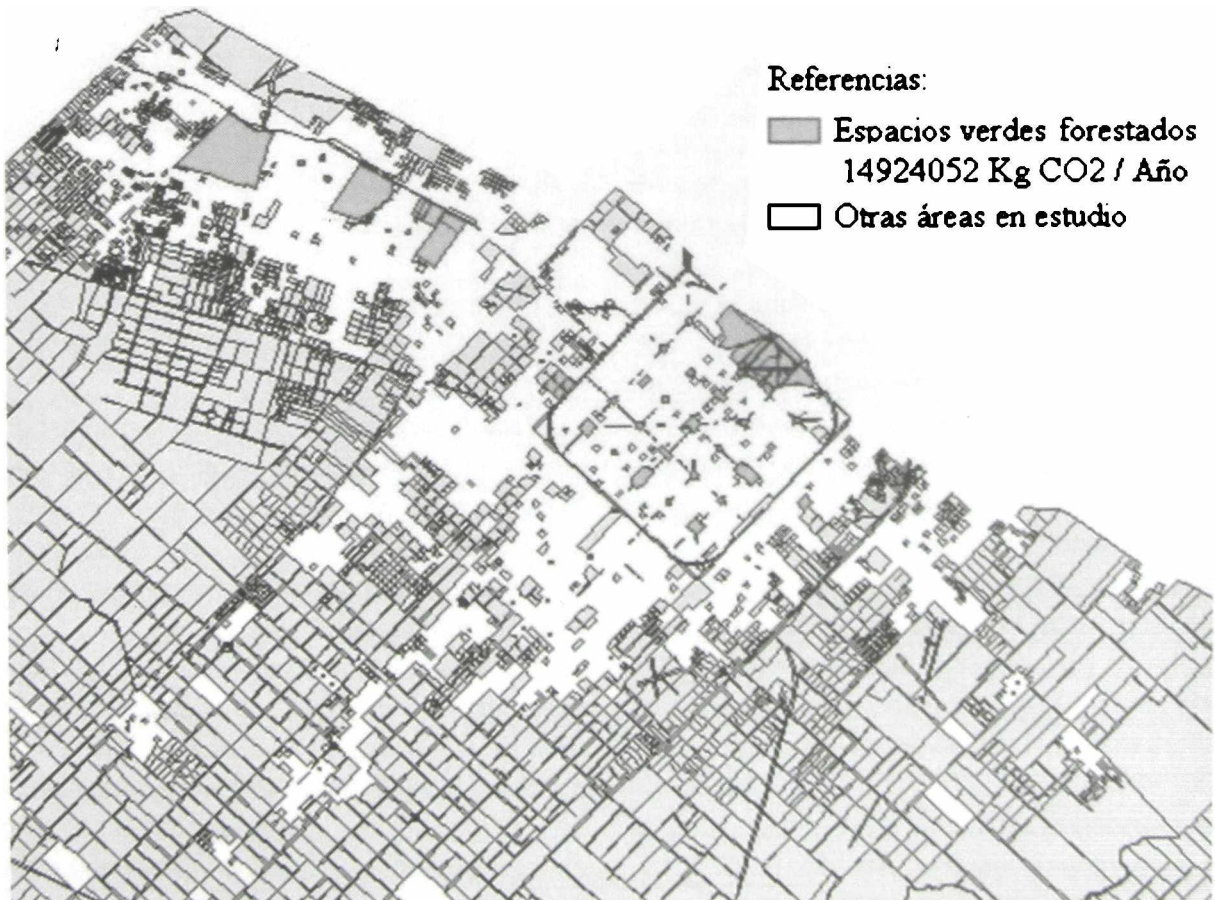 Referencias:
Espacios verdes forestados
14924052 Kg CO2 / Año
Otras áreas en estudio